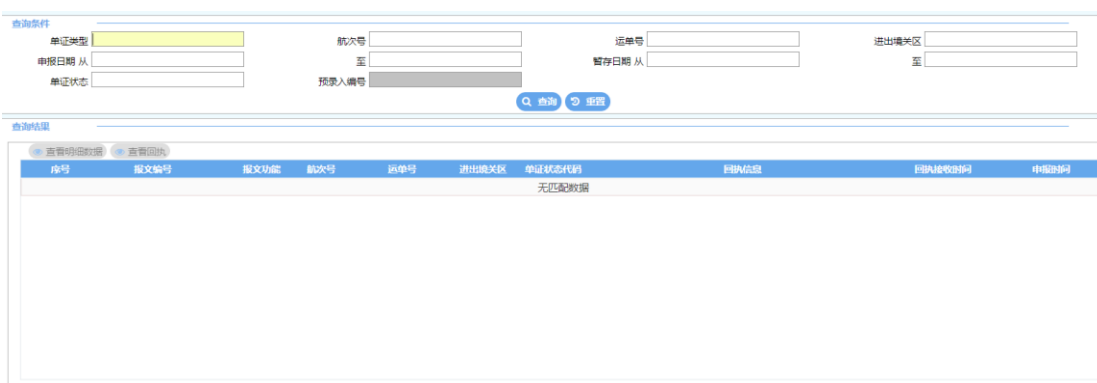 查询条件
单证类型 航次号 运单号 进出境关区
申报日期 从 至 暂存日期 从 至
单证状态 预录入编号
查询 重置
查询结果
查看明细数据 查看回执
序号 报文编号 报文功能 航次号 运单号 进出境关区 单证状态代码 回执信息 回执接收时间 申报时间
无匹配数据